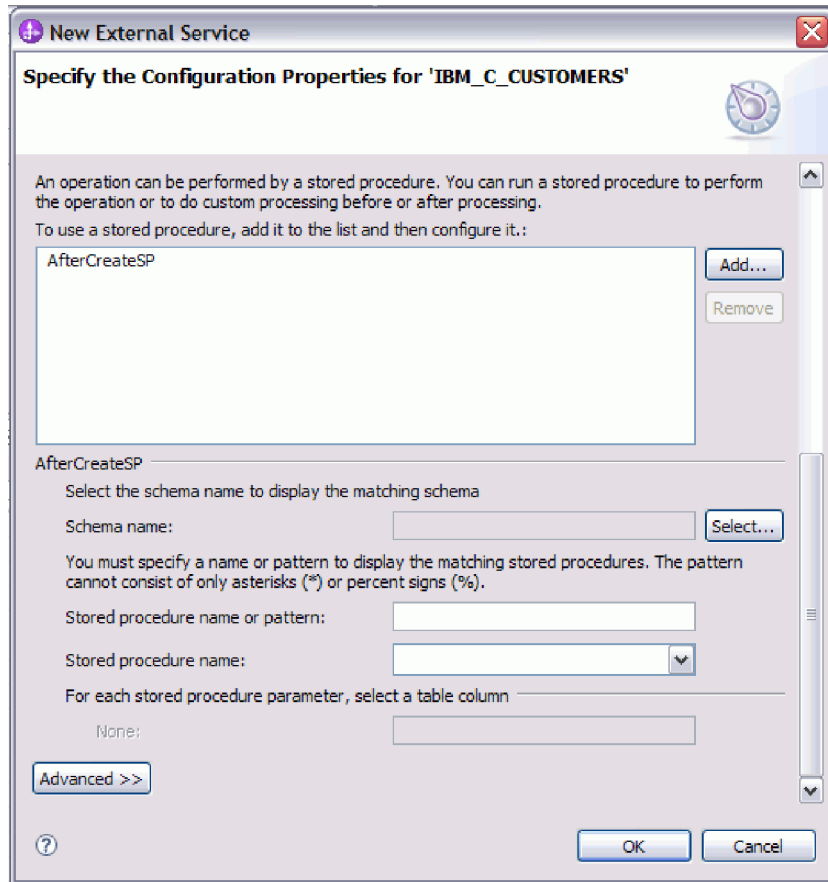 New External Service
Specify the Configuration Properties for 'IBM_C_CUSTOMERS'
An operation can be performed by a stored procedure. You can run a stored procedure to perform
the operation or to do custom processing before or after processing.
To use a stored procedure, add it to the list and then configure it.:
AfterCreateSP
Add...
Remove
AfterCreateSP
Select the schema name to display the matching schema
Schema name:
Select...
You must specify a name or pattern to display the matching stored procedures. The pattern
cannot consist of only asterisks (*) or percent signs (%).
Stored procedure name or pattern:
Stored procedure name:
For each stored procedure parameter, select a table column
None:
Advanced >>
?
OK
Cancel